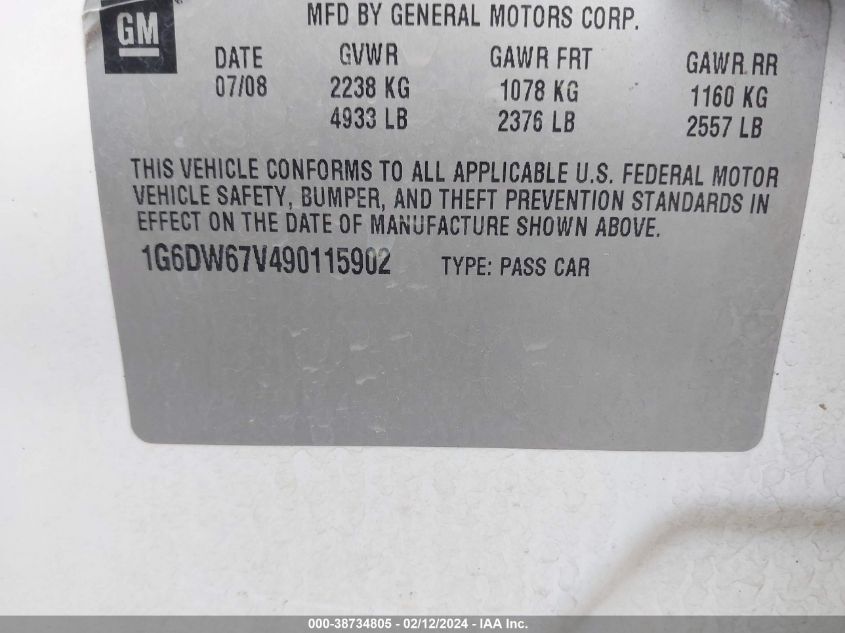 GM
MFD BY GENERAL MOTORS CORP.
DATE GVWR GAWR FRT GAWR RR
07/08 2238 KG 1078 KG 1160 KG
4933 LB 2376 LB 2557 LB
THIS VEHICLE CONFORMS TO ALL APPLICABLE U.S. FEDERAL MOTOR
VEHICLE SAFETY, BUMPER, AND THEFT PREVENTION STANDARDS IN
EFFECT ON THE DATE OF MANUFACTURE SHOWN ABOVE.
1G6DW67V490115902 TYPE: PASS CAR
000-38734805 - 02/12/2024 - IAA Inc.